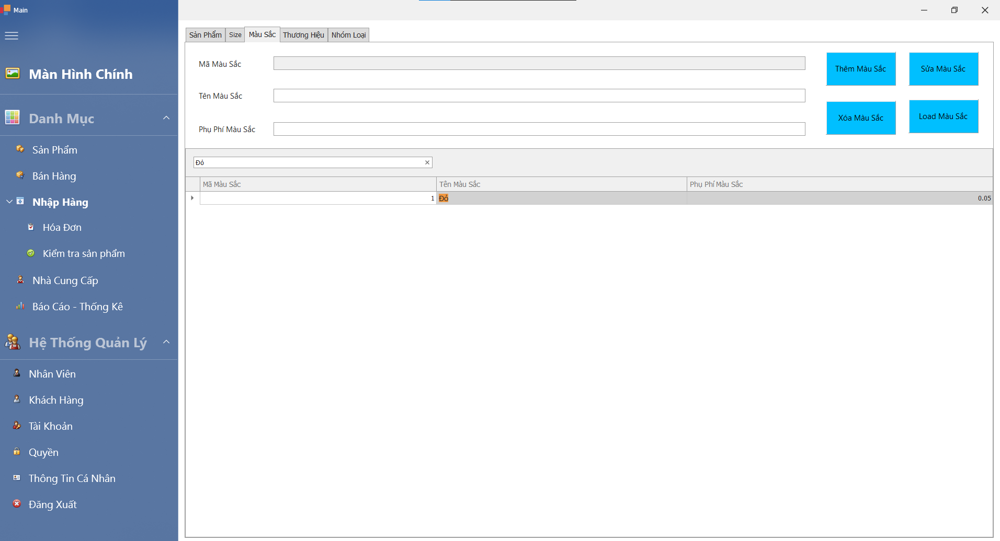 Main
Màn Hình Chính
Danh Mục
Sản Phẩm
Bán Hàng
Nhập Hàng
Hóa Đơn
Kiểm tra sản phẩm
Nhà Cung Cấp
Báo Cáo - Thống Kê
Hệ Thống Quản Lý
Nhân Viên
Khách Hàng
Tài Khoản
Quyền
Thông Tin Cá Nhân
Đăng Xuất
Sản Phẩm Size Màu Sắc Thương Hiệu Nhóm Loại
Mã Màu Sắc
Tên Màu Sắc
Phụ Phí Màu Sắc
Thêm Màu Sắc Sửa Màu Sắc
Xóa Màu Sắc Load Màu Sắc
Đỏ
Mã Màu Sắc Tên Màu Sắc Phụ Phí Màu Sắc
1 Đỏ 0.05